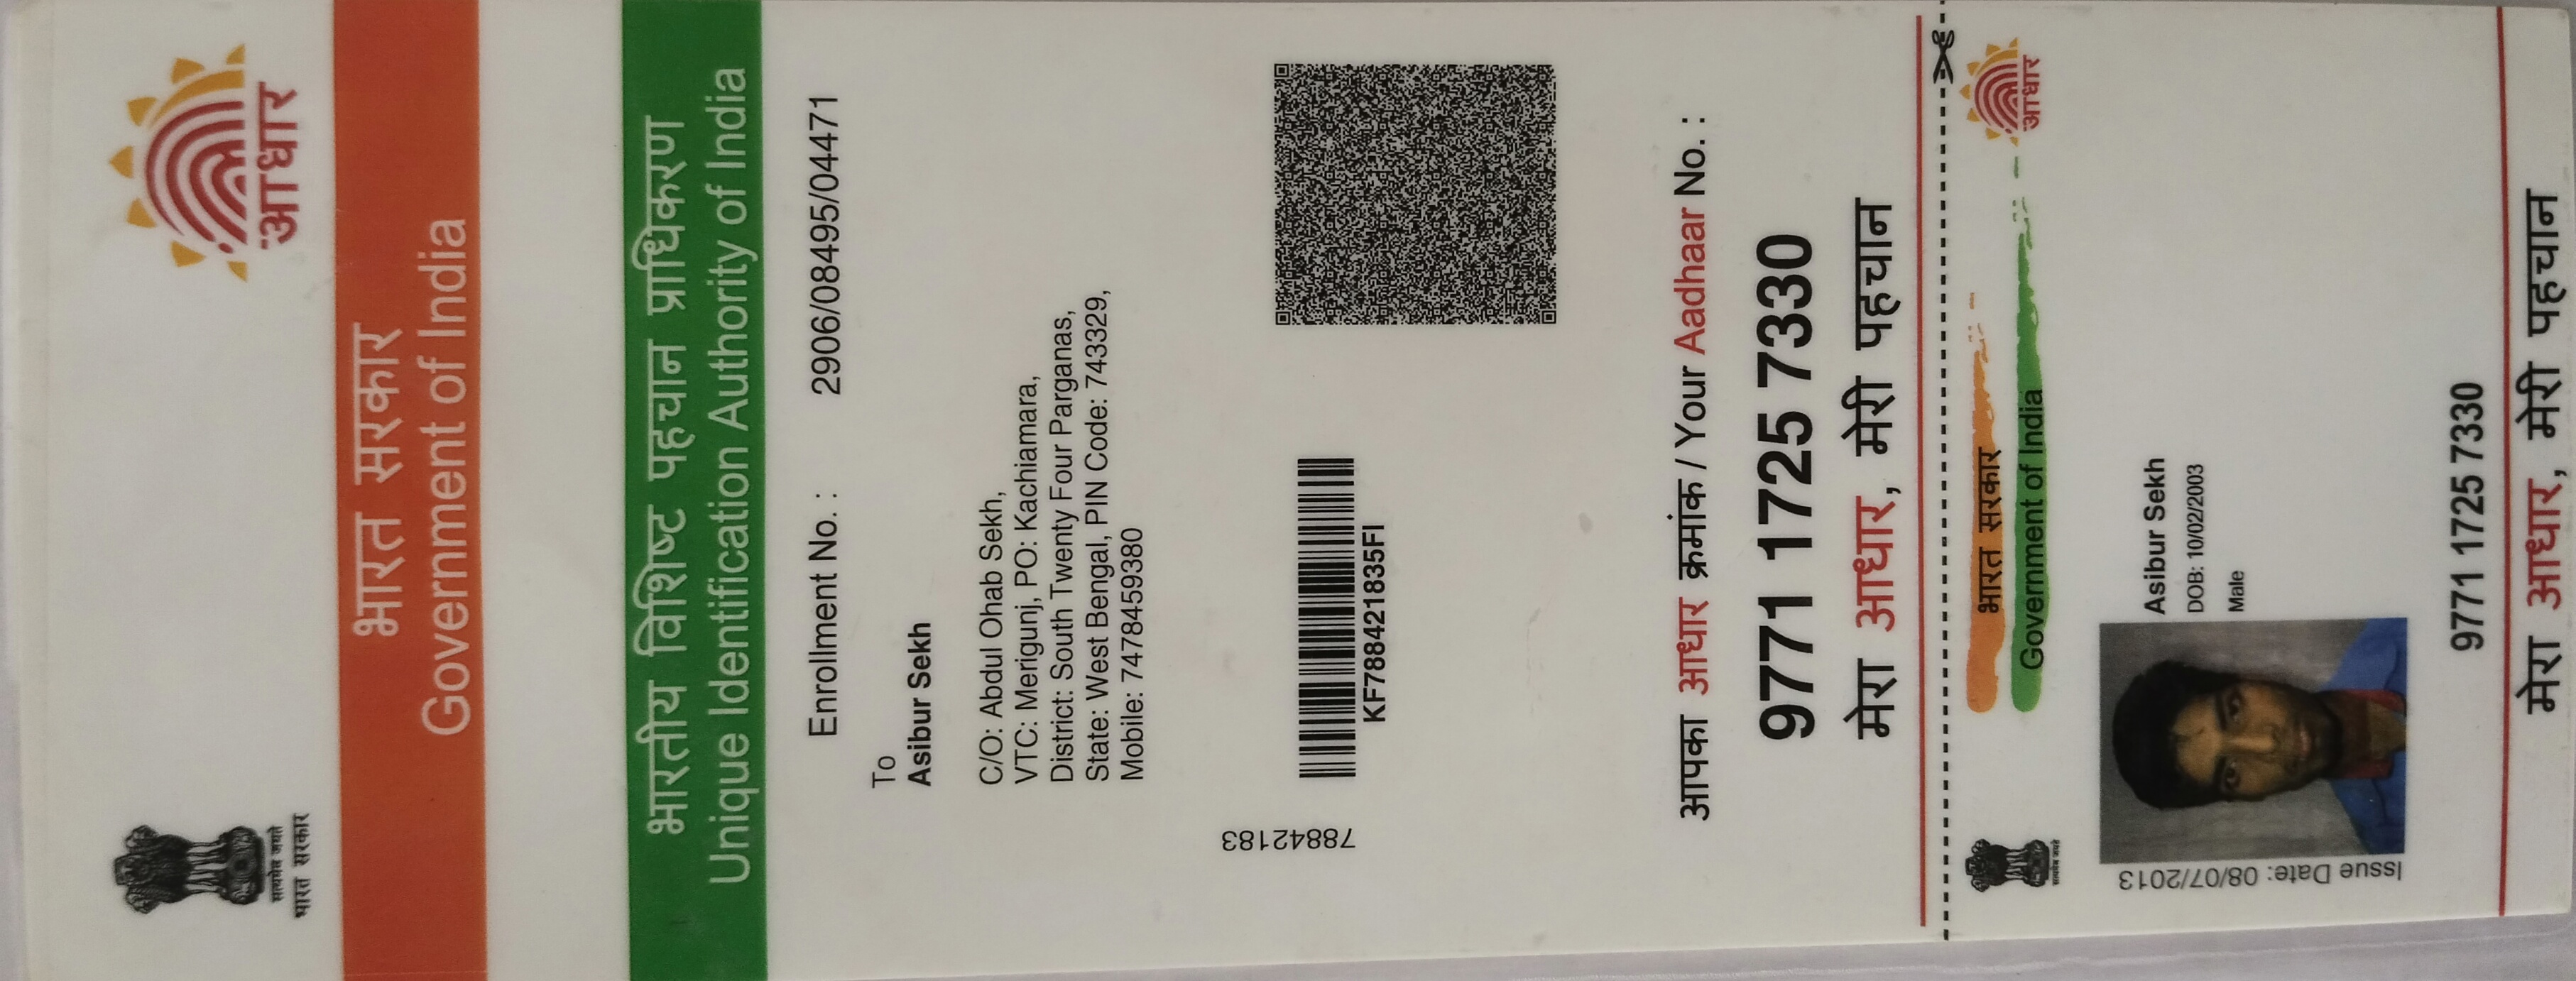 सत्यमेव जयते
भारत सरकार
आधार
भारत सरकार
Government of India
भारतीय विशिष्ट पहचान प्राधिकरण
Unique Identification Authority of India
Enrollment No. : 2906/08495/04471
To
Asibur Sekh
C/O: Abdul Ohab Sekh,
VTC: Merigunj, PO: Kachiamara,
District: South Twenty Four Parganas,
State: West Bengal, PIN Code: 743329,
Mobile: 7478459380
78842183
KF788421835FI
आपका आधार क्रमांक / Your Aadhaar No. :
9771 1725 7330
मेरा आधार, मेरी पहचान
सत्यमेव जयते
भारत सरकार
Government of India
आधार
Issue Date: 08/07/2013
Asibur Sekh
DOB: 10/02/2003
Male
9771 1725 7330
मेरा आधार, मेरी पहचान